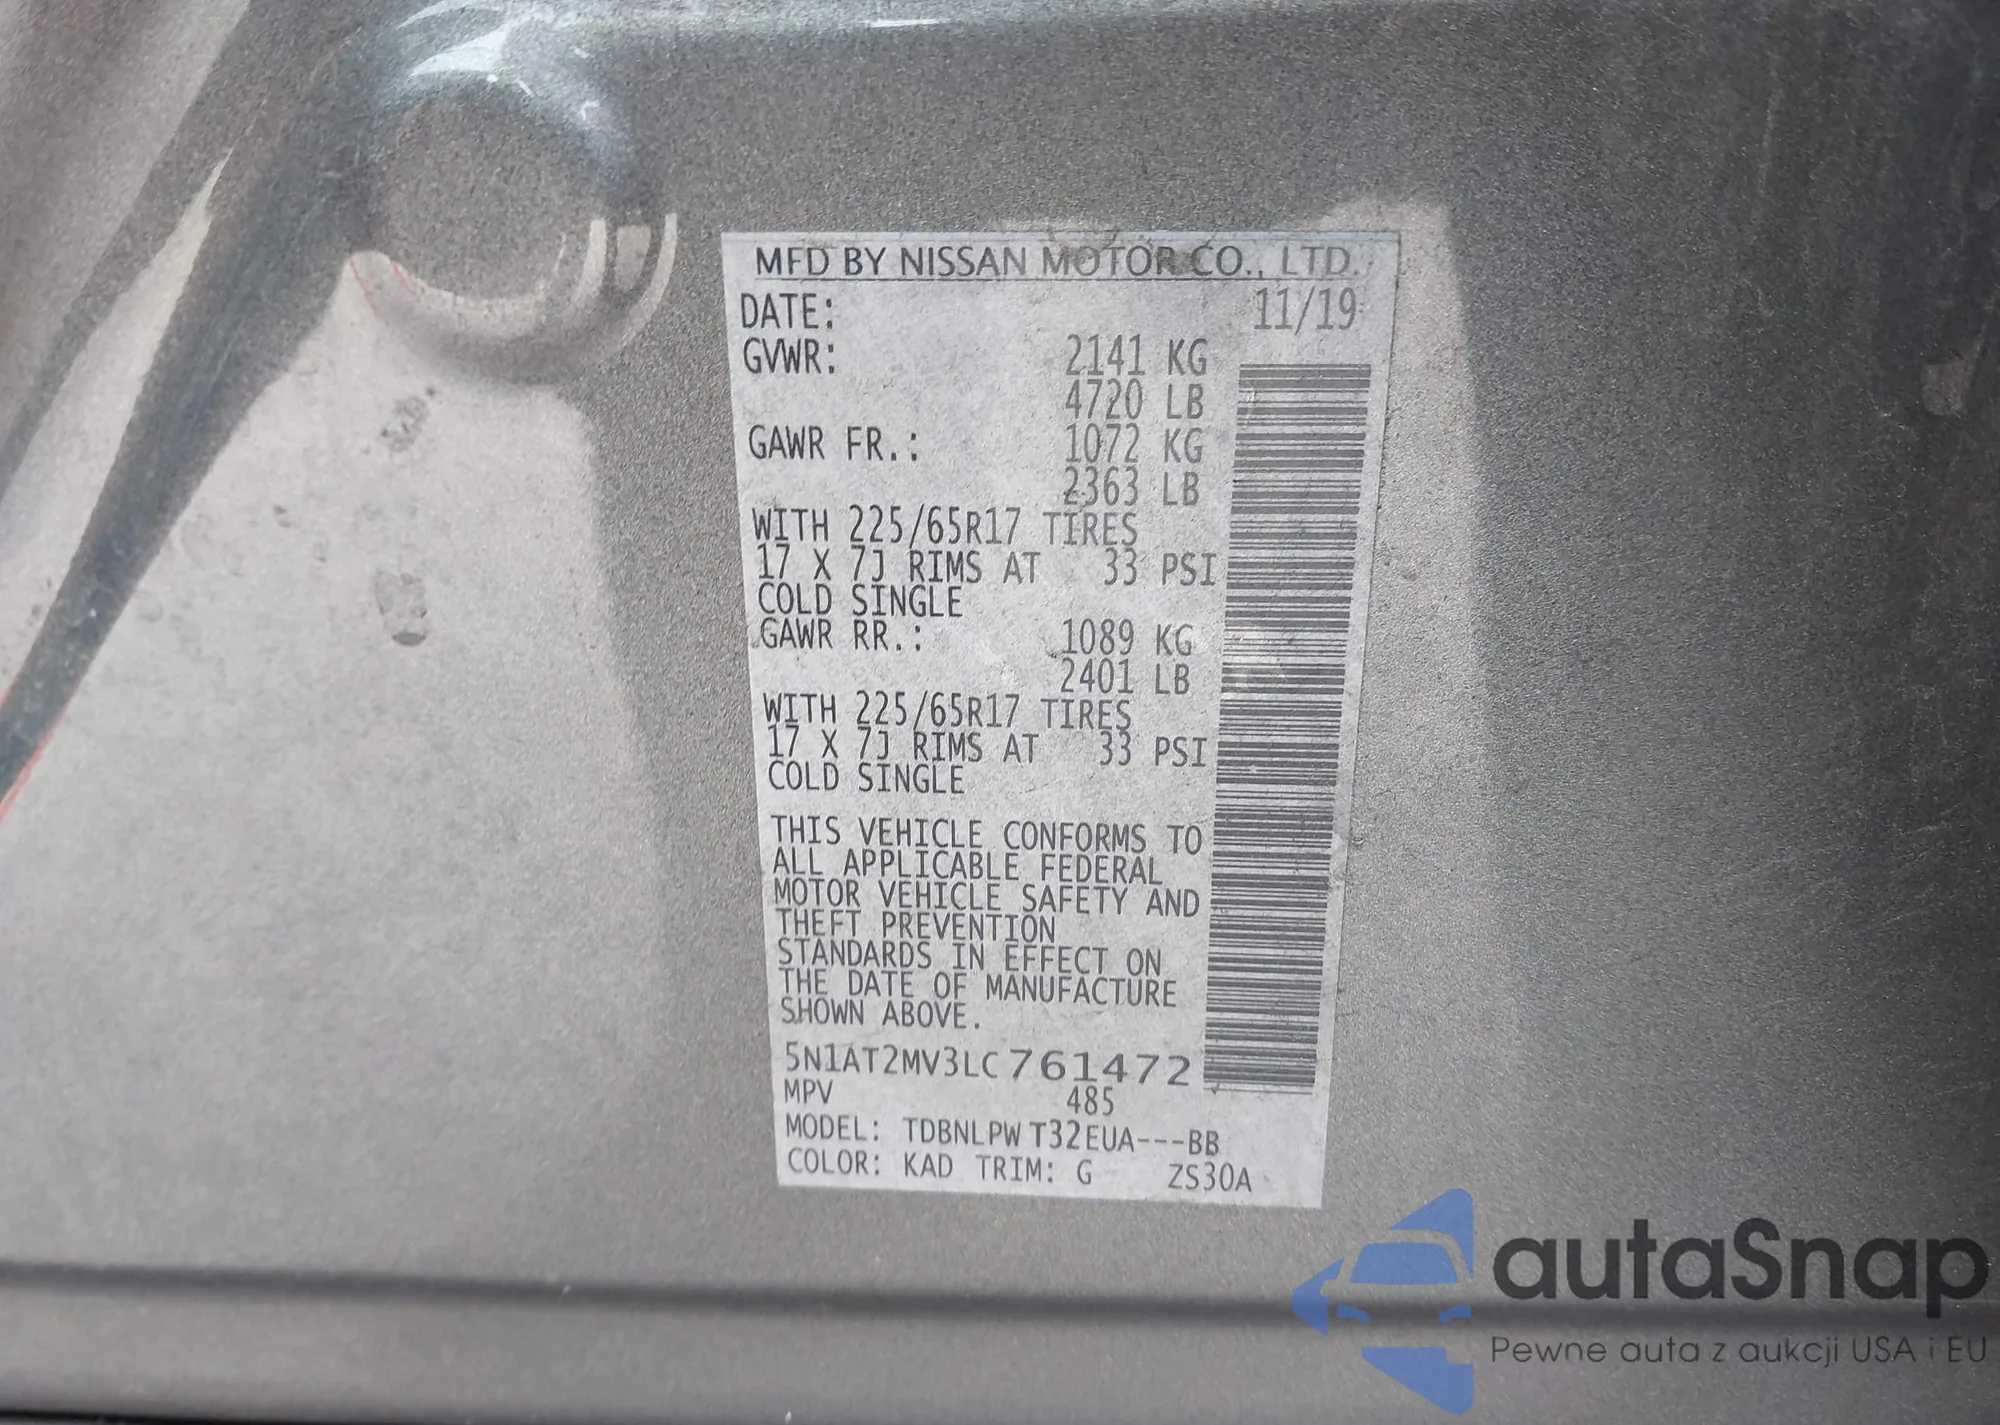 MFD BY NISSAN MOTOR CO., LTD.
DATE: 11/19
GVWR: 2141 KG
4720 LB
GAWR FR.: 1072 KG
2363 LB
WITH 225/65R17 TIRES
17 X 7J RIMS AT 33 PSI
COLD SINGLE
GAWR RR.: 1089 KG
2401 LB
WITH 225/65R17 TIRES
17 X 7J RIMS AT 33 PSI
COLD SINGLE
THIS VEHICLE CONFORMS TO
ALL APPLICABLE FEDERAL
MOTOR VEHICLE SAFETY AND
THEFT PREVENTION
STANDARDS IN EFFECT ON
THE DATE OF MANUFACTURE
SHOWN ABOVE.
5N1AT2MV3LC761472
MPV 485
MODEL: TDBNLPW T32EUA---BB
COLOR: KAD TRIM: G ZS30A
autaSnap
Pewne auta z aukcji USA i EU